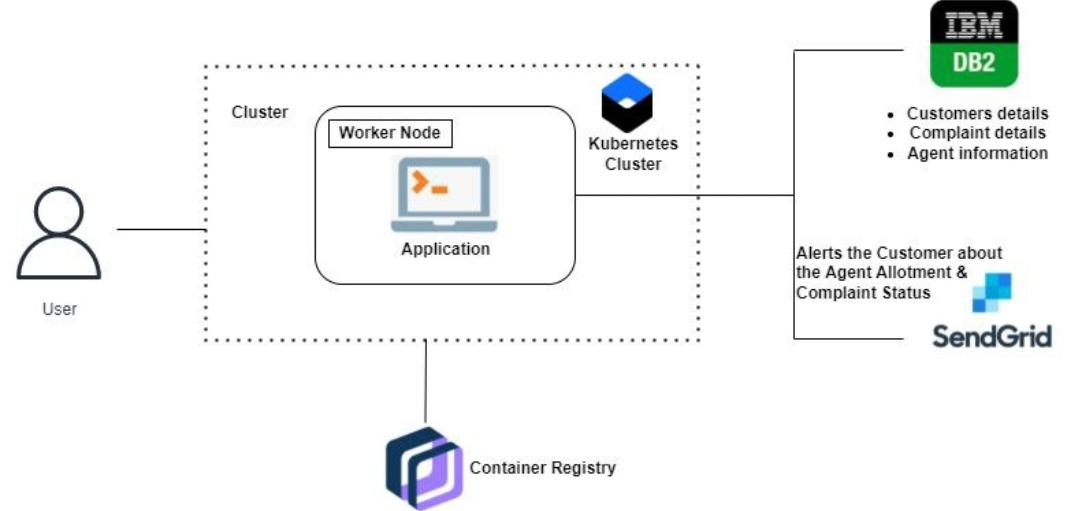 IBM
DB2
Cluster
Worker Node
Kubernetes
Cluster
• Customers details
• Complaint details
• Agent information
Application
User
Alerts the Customer about
the Agent Allotment &
Complaint Status
SendGrid
Container Registry